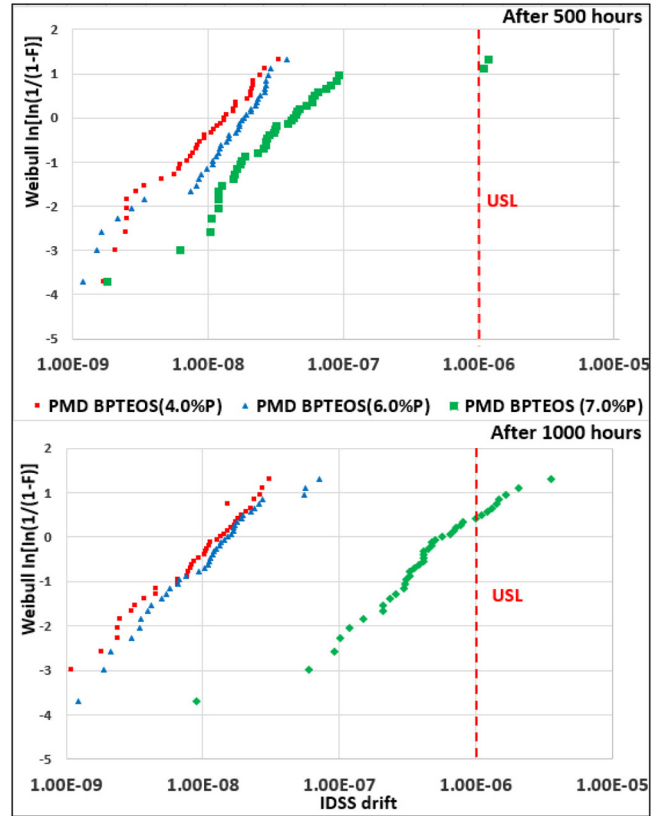 After 500 hours
Weibull ln[ln(1/(1-F)]
2
1
0
-1
-2
-3
-4
-5
USL
1.00E-09 1.00E-08 1.00E-07 1.00E-06 1.00E-05
PMD BPTEOS(4.0%P) PMD BPTEOS(6.0%P) PMD BPTEOS (7.0%P)
After 1000 hours
Weibull ln[ln(1/(1-F)]
2
1
0
-1
-2
-3
-4
-5
USL
1.00E-09 1.00E-08 1.00E-07 1.00E-06 1.00E-05
IDSS drift